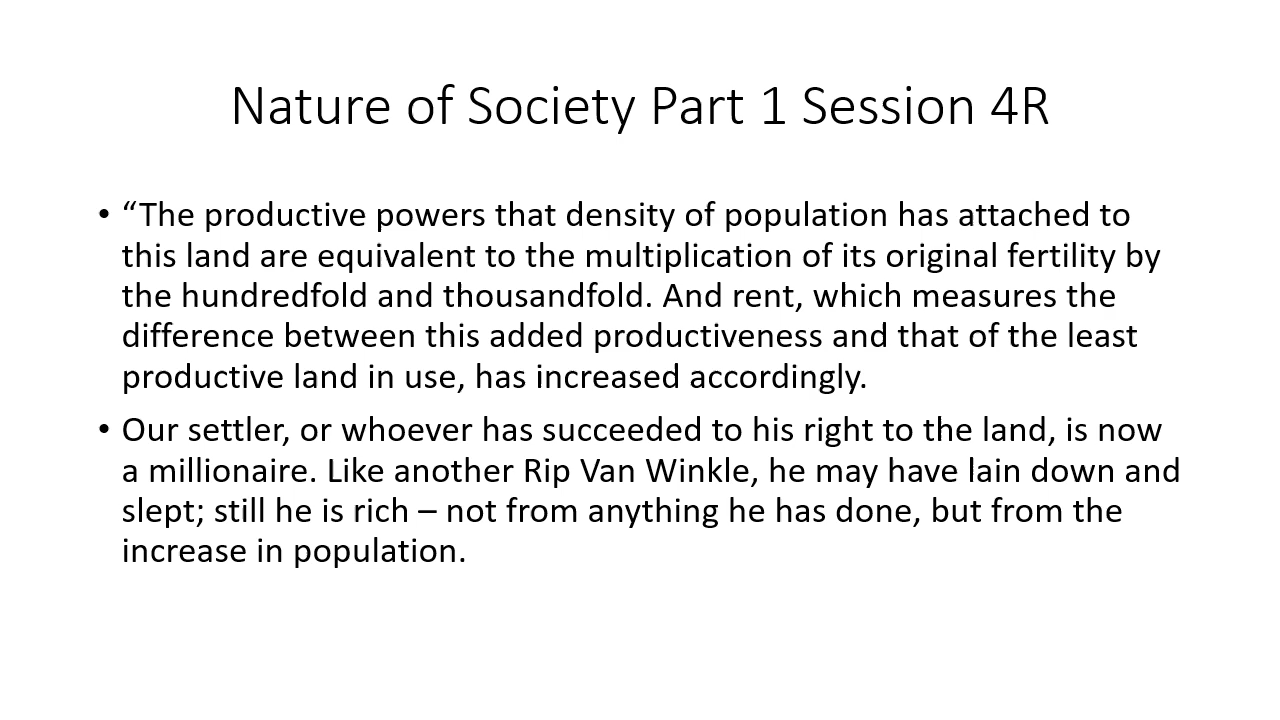 Nature of Society Part 1 Session 4R
• “The productive powers that density of population has attached to
this land are equivalent to the multiplication of its original fertility by
the hundredfold and thousandfold. And rent, which measures the
difference between this added productiveness and that of the least
productive land in use, has increased accordingly.
• Our settler, or whoever has succeeded to his right to the land, is now
a millionaire. Like another Rip Van Winkle, he may have lain down and
slept; still he is rich – not from anything he has done, but from the
increase in population.